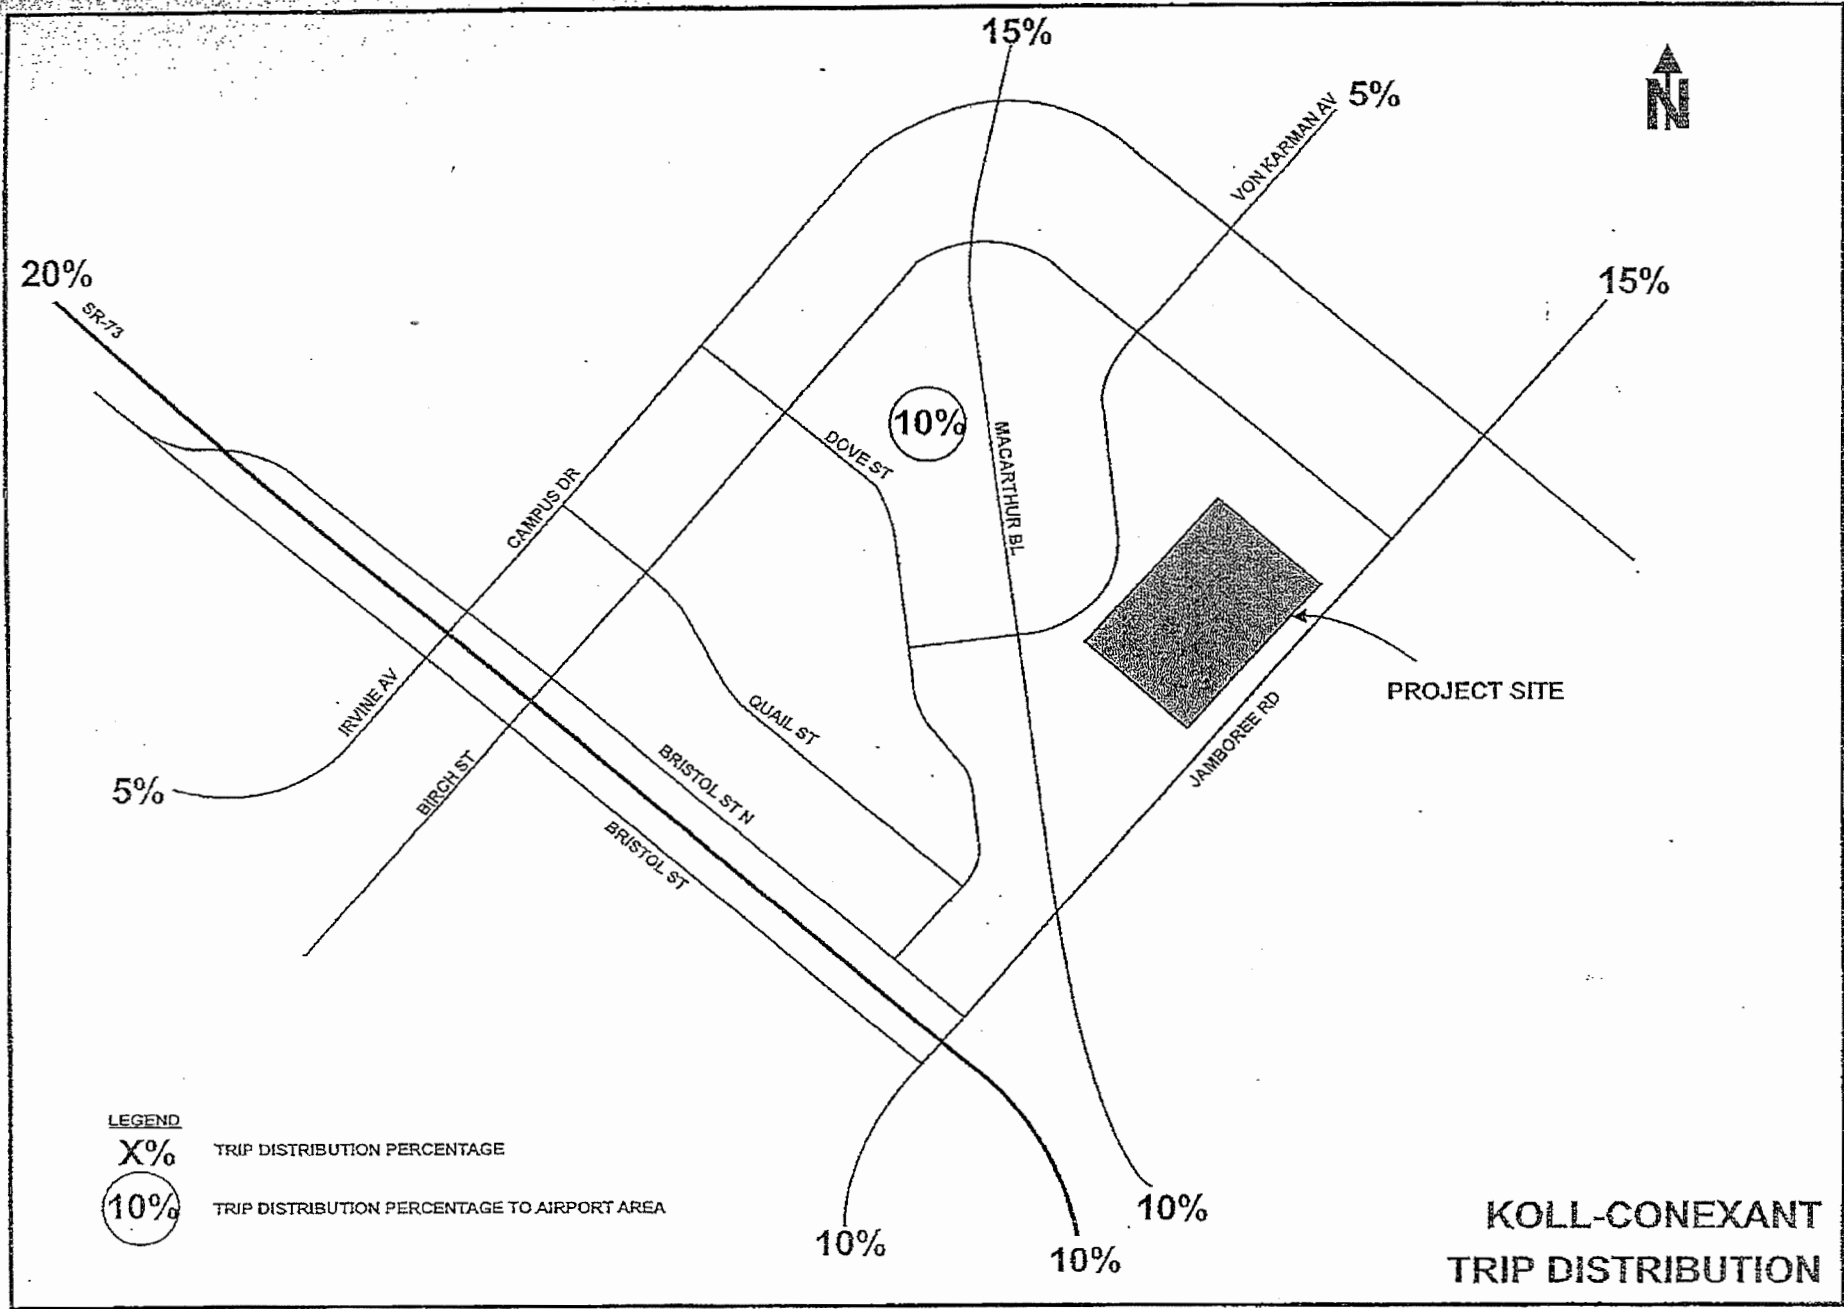 15%
5%
VON KARMAN AV
N
20%
SR-73
15%
10%
DOVE ST
MACARTHUR BL
CAMPUS DR
PROJECT SITE
IRVINE AV
QUAIL ST
JAMBOREE RD
5%
BIRCH ST
BRISTOL ST N
BRISTOL ST
LEGEND
X% TRIP DISTRIBUTION PERCENTAGE
10% TRIP DISTRIBUTION PERCENTAGE TO AIRPORT AREA
10%
10%
10%
KOLL-CONEXANT
TRIP DISTRIBUTION